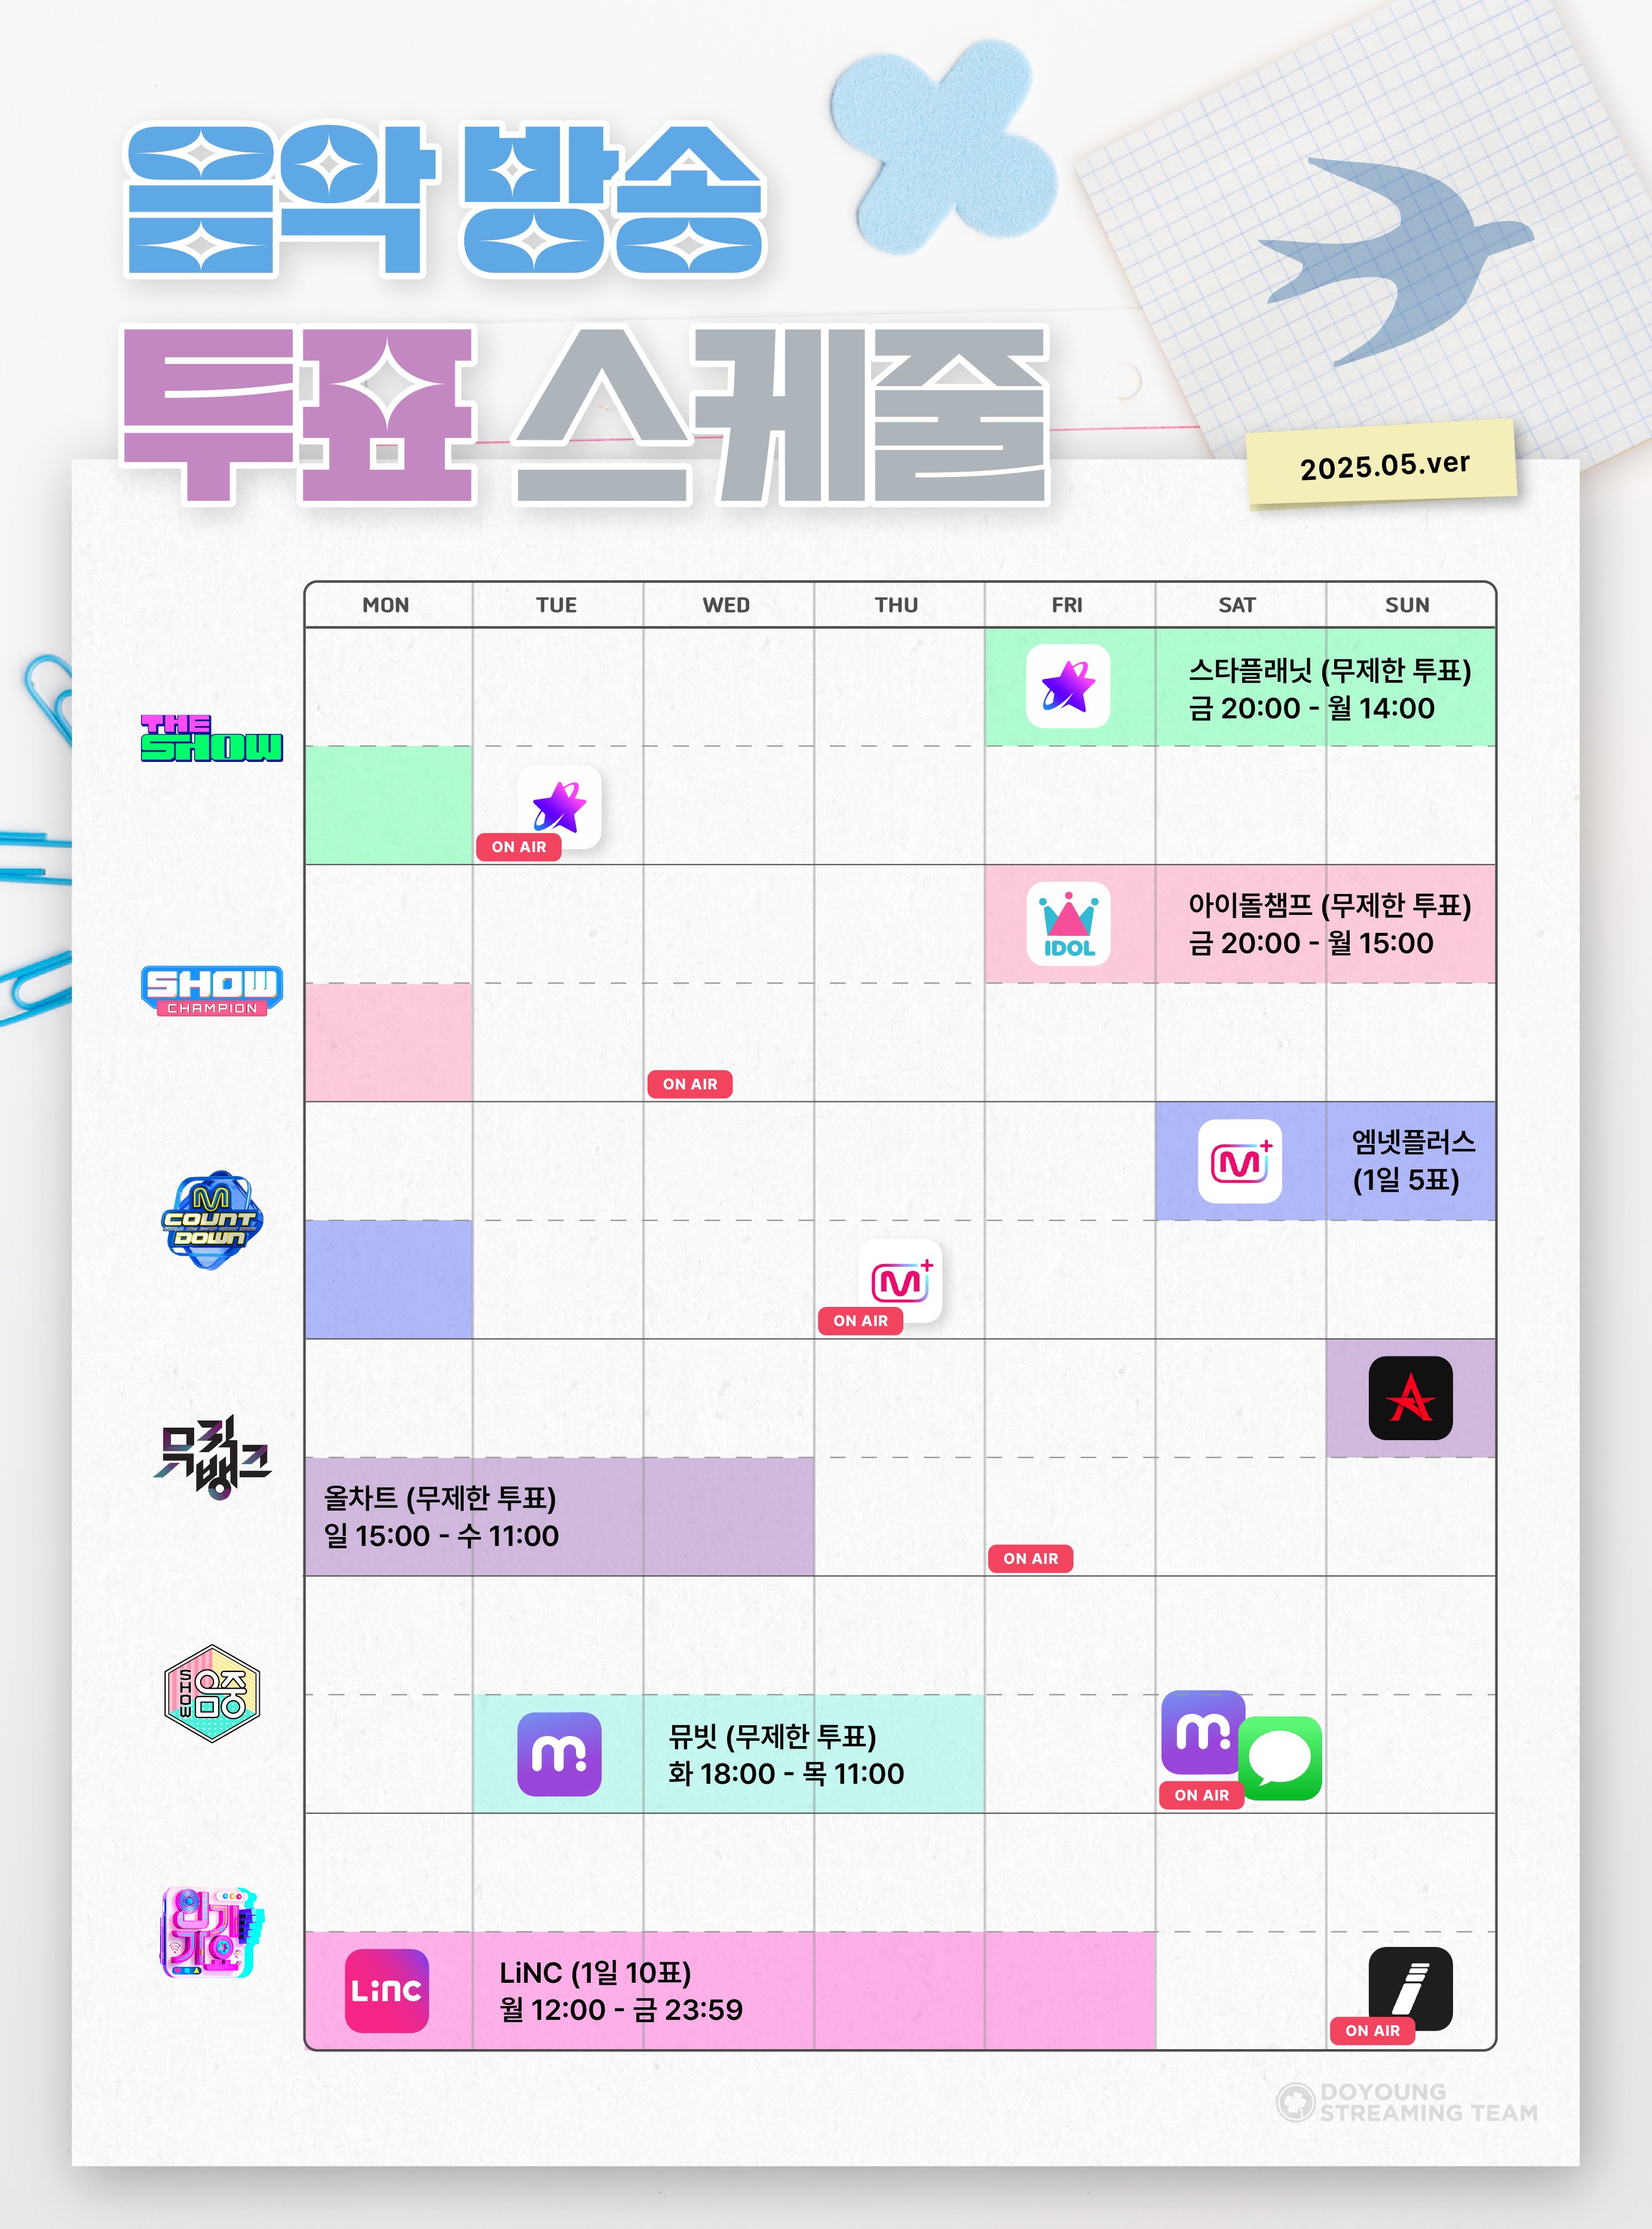 음악 방송
투표 스케줄
2025.05.ver
MON TUE WED THU FRI SAT SUN
THE SHOW
스타플래닛 (무제한 투표)
금 20:00 - 월 14:00
ON AIR
SHOW
CHAMPION
IDOL
아이돌챔프 (무제한 투표)
금 20:00 - 월 15:00
ON AIR
M
COUNT
DOWN
M+
엠넷플러스
(1일 5표)
M+
ON AIR
뮤직
뱅크
A
올차트 (무제한 투표)
일 15:00 - 수 11:00
ON AIR
SHOW
음중
m.
뮤빗 (무제한 투표)
화 18:00 - 목 11:00
m.
ON AIR
인기
가요
LiNC
LiNC (1일 10표)
월 12:00 - 금 23:59
ON AIR
DOYOUNG
STREAMING TEAM